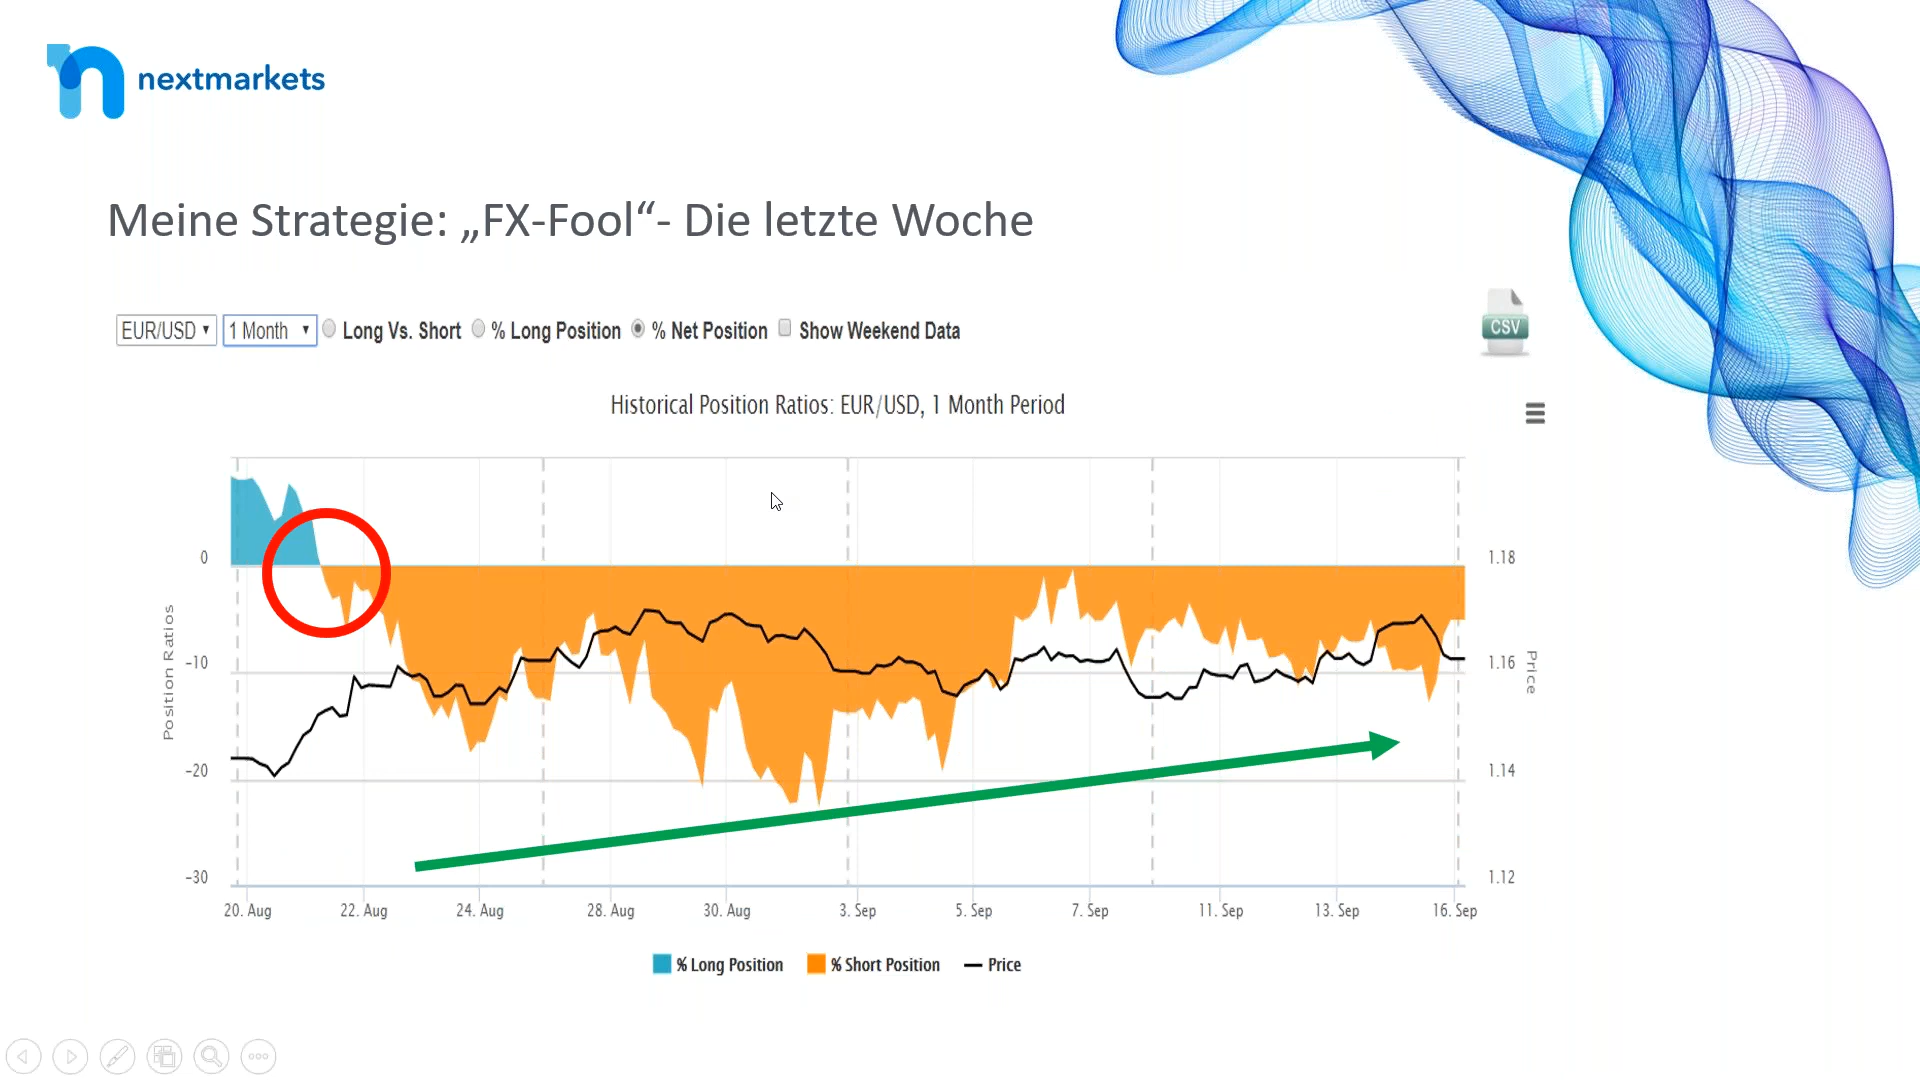 nextmarkets
Meine Strategie: „FX-Fool“- Die letzte Woche
EUR/USD 1 Month Long Vs. Short % Long Position % Net Position Show Weekend Data
CSV
Historical Position Ratios: EUR/USD, 1 Month Period
Position Ratios
0
-10
-20
-30
1.18
1.16
1.14
1.12
Price
20. Aug 22. Aug 24. Aug 28. Aug 30. Aug 3. Sep 5. Sep 7. Sep 11. Sep 13. Sep 16. Sep
% Long Position % Short Position Price